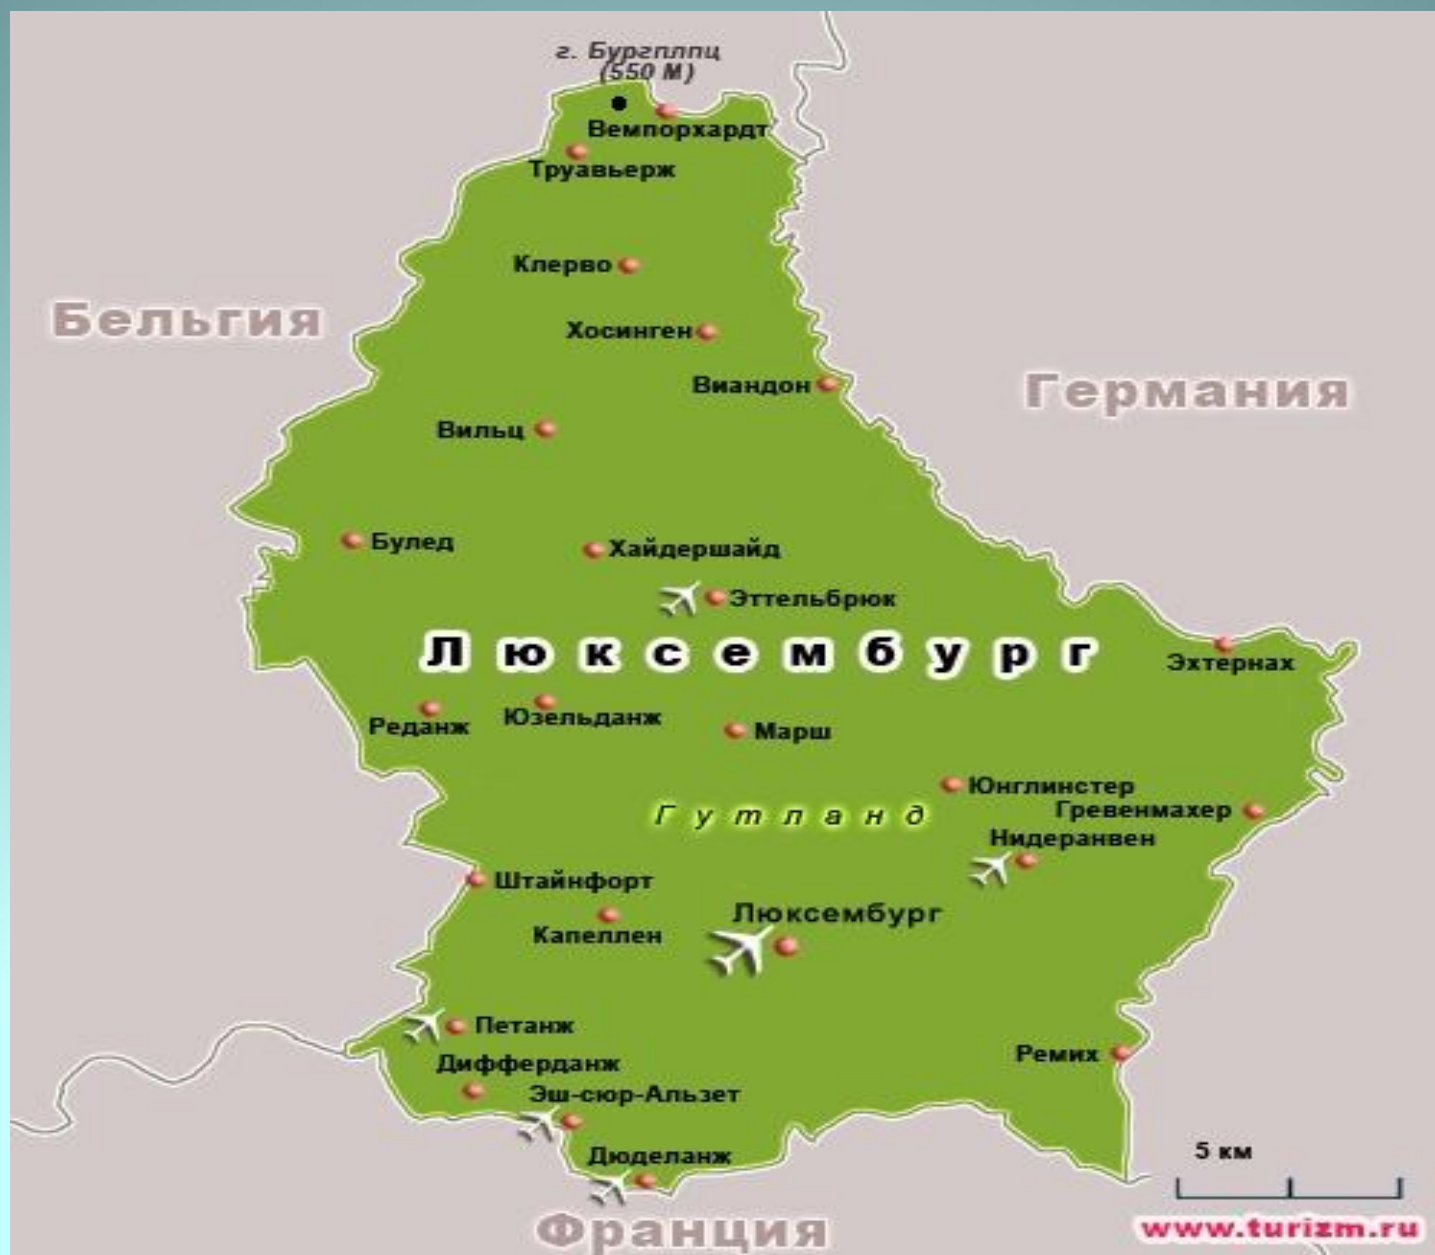 г. Бургплпц
(550 М)
Вемпорхардт
Труавьерж
Клерво
Бельгия
Хосинген
Виандон
Германия
Вильц
Булед
Хайдершайд
Эттельбрюк
Люксембург
Эхтернах
Реданж
Юзельданж
Марш
Юнглинстер
Гутланд
Гревенмахер
Нидеранвен
Штайнфорт
Люксембург
Капеллен
Петанж
Ремих
Дифферданж
Эш-сюр-Альзет
Дюделанж
5 км
Франция
www.turizm.ru